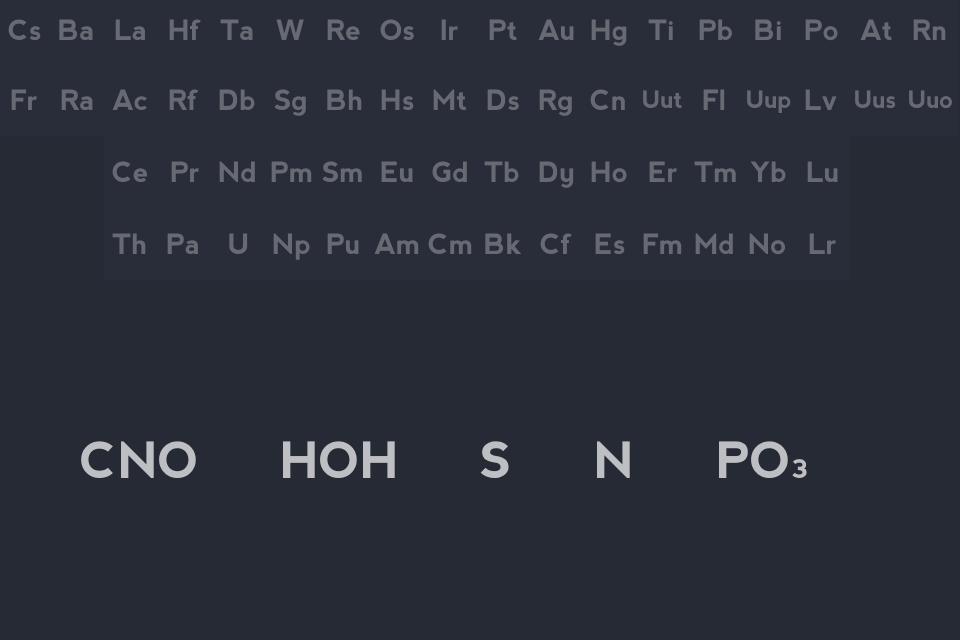 Cs Ba La Hf Ta W Re Os Ir Pt Au Hg Ti Pb Bi Po At Rn
Fr Ra Ac Rf Db Sg Bh Hs Mt Ds Rg Cn Uut Fl Uup Lv Uus Uuo
Ce Pr Nd Pm Sm Eu Gd Tb Dy Ho Er Tm Yb Lu
Th Pa U Np Pu Am Cm Bk Cf Es Fm Md No Lr
CNO HOH S N PO₃